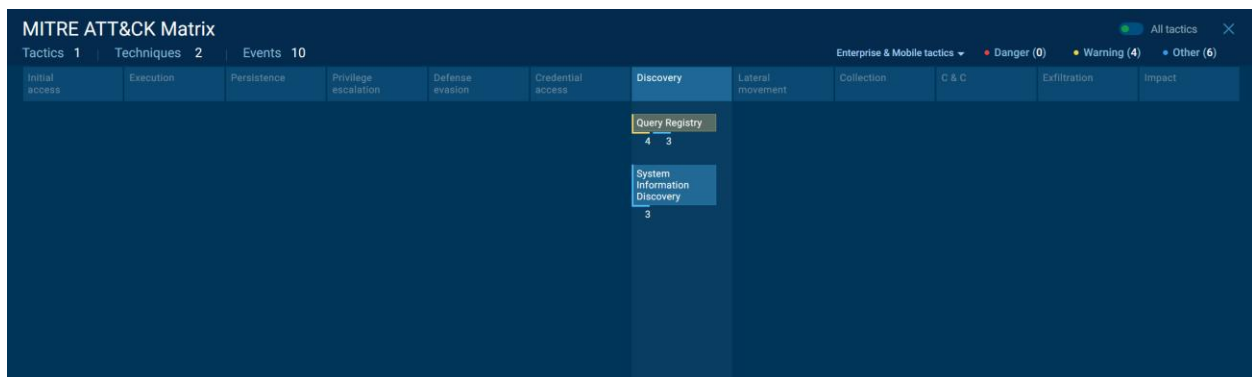 MITRE ATT&CK Matrix
All tactics
Tactics 1 | Techniques 2 | Events 10
Enterprise & Mobile tactics
Danger (0)
Warning (4)
Other (6)
Initial access
Execution
Persistence
Privilege escalation
Defense evasion
Credential access
Discovery
Lateral movement
Collection
C & C
Exfiltration
Impact
Query Registry
4 3
System
Information
Discovery
3